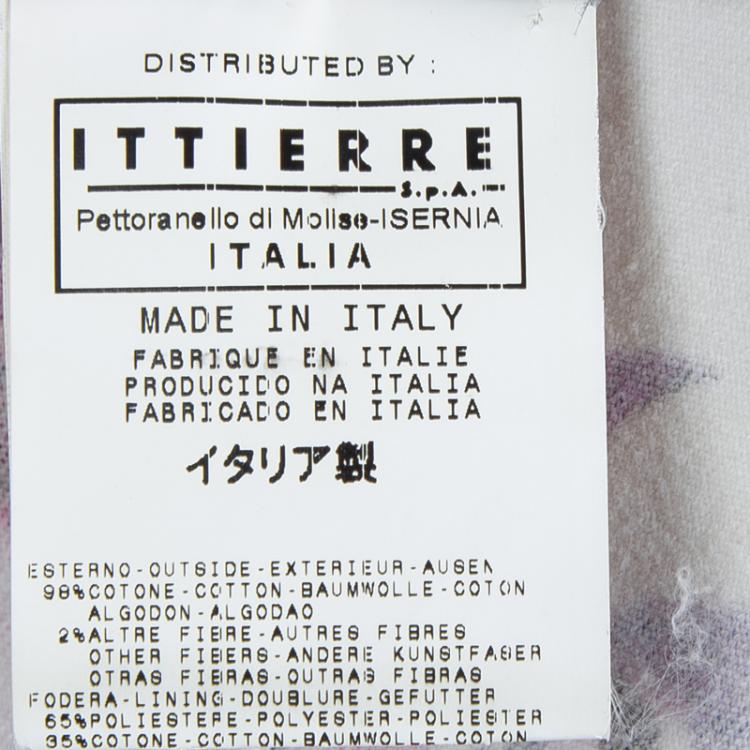 DISTRIBUTED BY :
ITTIERRE
S.p.A.
Pettoranello di Molise-ISERNIA
ITALIA
MADE IN ITALY
FABRIQUE EN ITALIE
PRODUCIDO NA ITALIA
FABRICADO EN ITALIA
イタリア製
ESTERNO-OUTSIDE-EXTERIEUR-AUSEN
98%COTONE-COTTON-BAUMWOLLE-COTON
ALGODON-ALGODAO
2%ALTRE FIBRE-AUTRES FIBRES
OTHER FIBERS-ANDERE KUNSTFASER
OTRAS FIBRAS-OUTRAS FIBRAS
FODERA-LINING-DOUBLURE-GEFUTTER
65%POLIESTERE-POLYESTER-POLIESTER
35%COTONE-COTTON-BAUMWOLLE-COTON